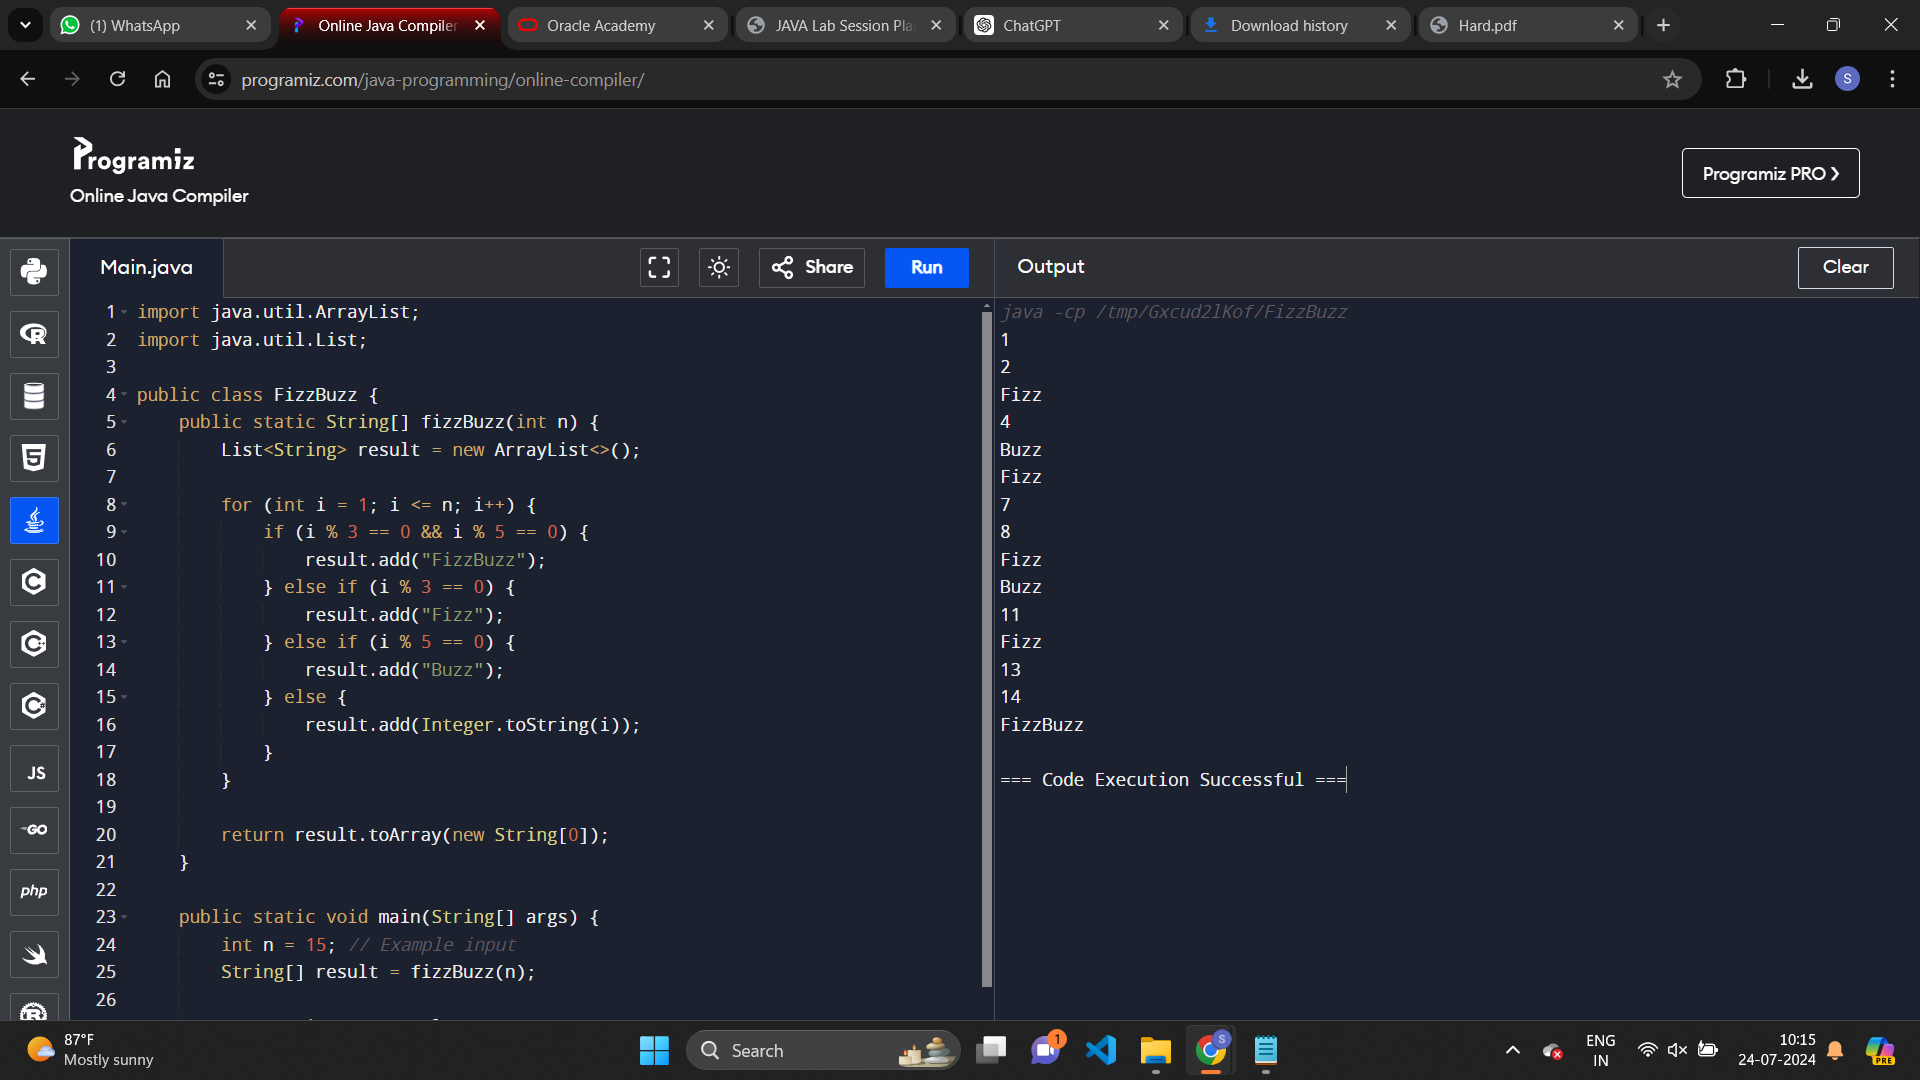 (1) WhatsApp
Online Java Compiler
Oracle Academy
JAVA Lab Session Pla
ChatGPT
Download history
Hard.pdf
programiz.com/java-programming/online-compiler/
S
Programiz
Online Java Compiler
Programiz PRO ❯
Main.java
Share
Run
Output
Clear
1 import java.util.ArrayList;
2 import java.util.List;
3
4 public class FizzBuzz {
5     public static String[] fizzBuzz(int n) {
6         List<String> result = new ArrayList<>();
7
8         for (int i = 1; i <= n; i++) {
9             if (i % 3 == 0 && i % 5 == 0) {
10                 result.add("FizzBuzz");
11             } else if (i % 3 == 0) {
12                 result.add("Fizz");
13             } else if (i % 5 == 0) {
14                 result.add("Buzz");
15             } else {
16                 result.add(Integer.toString(i));
17             }
18         }
19
20         return result.toArray(new String[0]);
21     }
22
23     public static void main(String[] args) {
24         int n = 15; // Example input
25         String[] result = fizzBuzz(n);
26
java -cp /tmp/Gxcud2lKof/FizzBuzz
1
2
Fizz
4
Buzz
Fizz
7
8
Fizz
Buzz
11
Fizz
13
14
FizzBuzz
=== Code Execution Successful ===
JS
GO
php
87°F
Mostly sunny
Search
1
S
ENG
IN
10:15
24-07-2024
PRE